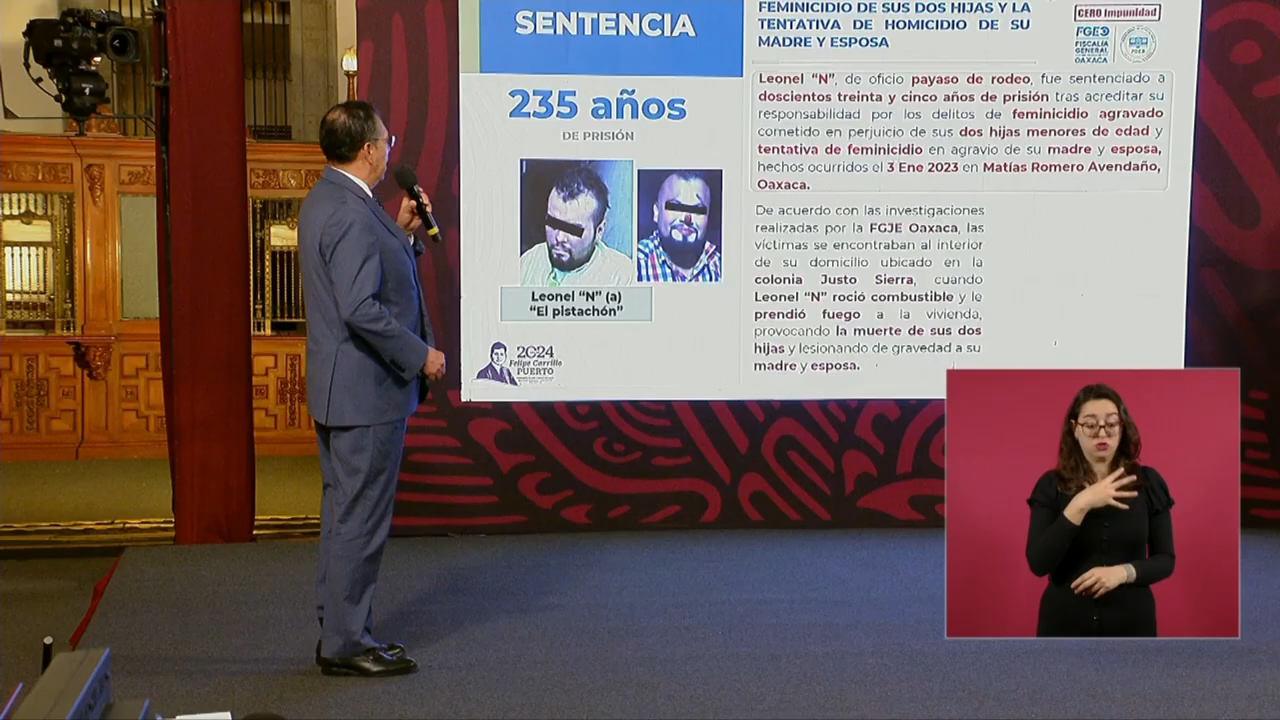 SENTENCIA
FEMINICIDIO DE SUS DOS HIJAS Y LA
TENTATIVA DE HOMICIDIO DE SU
MADRE Y ESPOSA
CERO Impunidad
FGEO
FISCALÍA
GENERAL
OAXACA
235 años
DE PRISIÓN
Leonel “N” (a)
“El pistachón”
2024
Felipe Carrillo
PUERTO
Leonel “N”, de oficio payaso de rodeo, fue sentenciado a
doscientos treinta y cinco años de prisión tras acreditar su
responsabilidad por los delitos de feminicidio agravado
cometido en perjuicio de sus dos hijas menores de edad y
tentativa de feminicidio en agravio de su madre y esposa,
hechos ocurridos el 3 Ene 2023 en Matías Romero Avendaño,
Oaxaca.
De acuerdo con las investigaciones
realizadas por la FGJE Oaxaca, las
víctimas se encontraban al interior
de su domicilio ubicado en la
colonia Justo Sierra, cuando
Leonel “N” roció combustible y le
prendió fuego a la vivienda,
provocando la muerte de sus dos
hijas y lesionando de gravedad a su
madre y esposa.